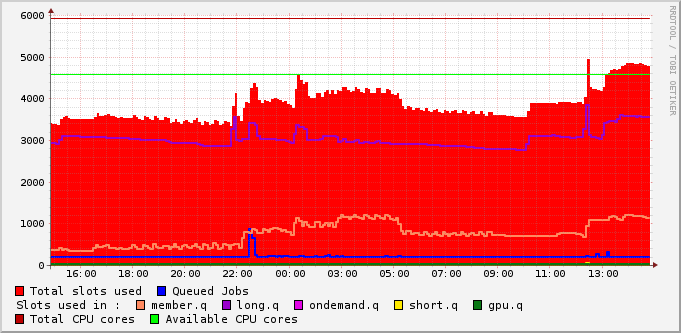 RRDTOOL / TOBI OETIKER
6000
5000
4000
3000
2000
1000
0
16:00 18:00 20:00 22:00 00:00 03:00 05:00 07:00 09:00 11:00 13:00
Total slots used Queued Jobs
Slots used in : member.q long.q ondemand.q short.q gpu.q
Total CPU cores Available CPU cores